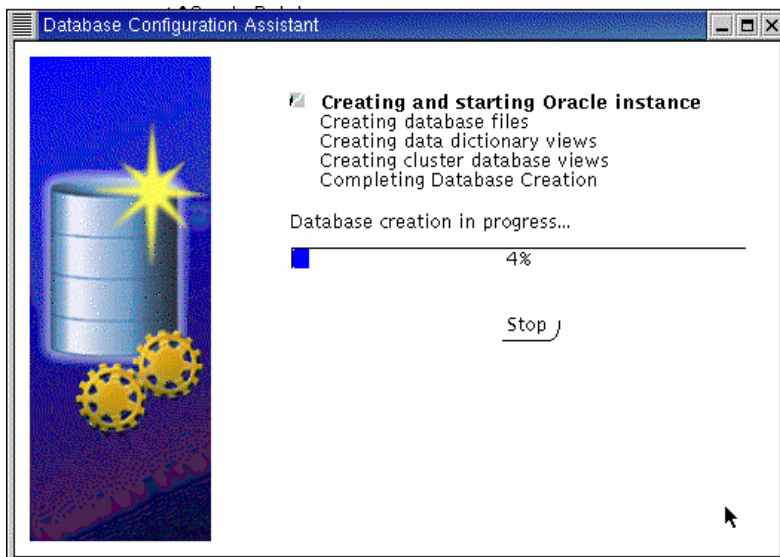 Database Configuration Assistant
Creating and starting Oracle instance
Creating database files
Creating data dictionary views
Creating cluster database views
Completing Database Creation
Database creation in progress...
4%
Stop